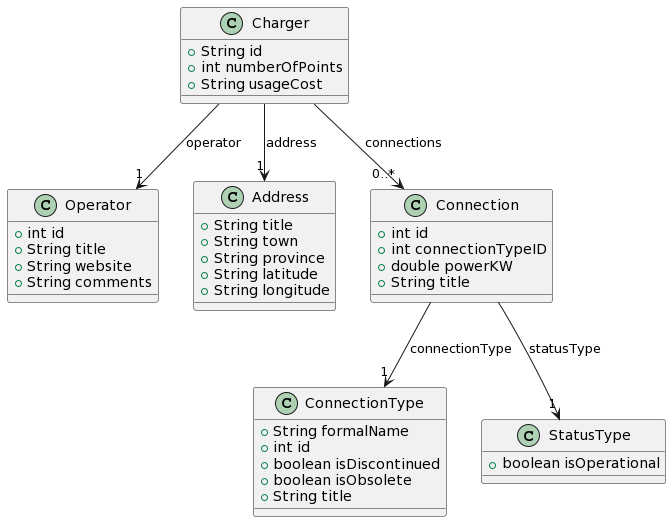 C Charger
String id
int numberOfPoints
String usageCost
operator
address
connections
1
1
0..*
C Operator
int id
String title
String website
String comments
C Address
String title
String town
String province
String latitude
String longitude
C Connection
int id
int connectionTypeID
double powerKW
String title
connectionType
statusType
1
1
C ConnectionType
String formalName
int id
boolean isDiscontinued
boolean isObsolete
String title
C StatusType
boolean isOperational